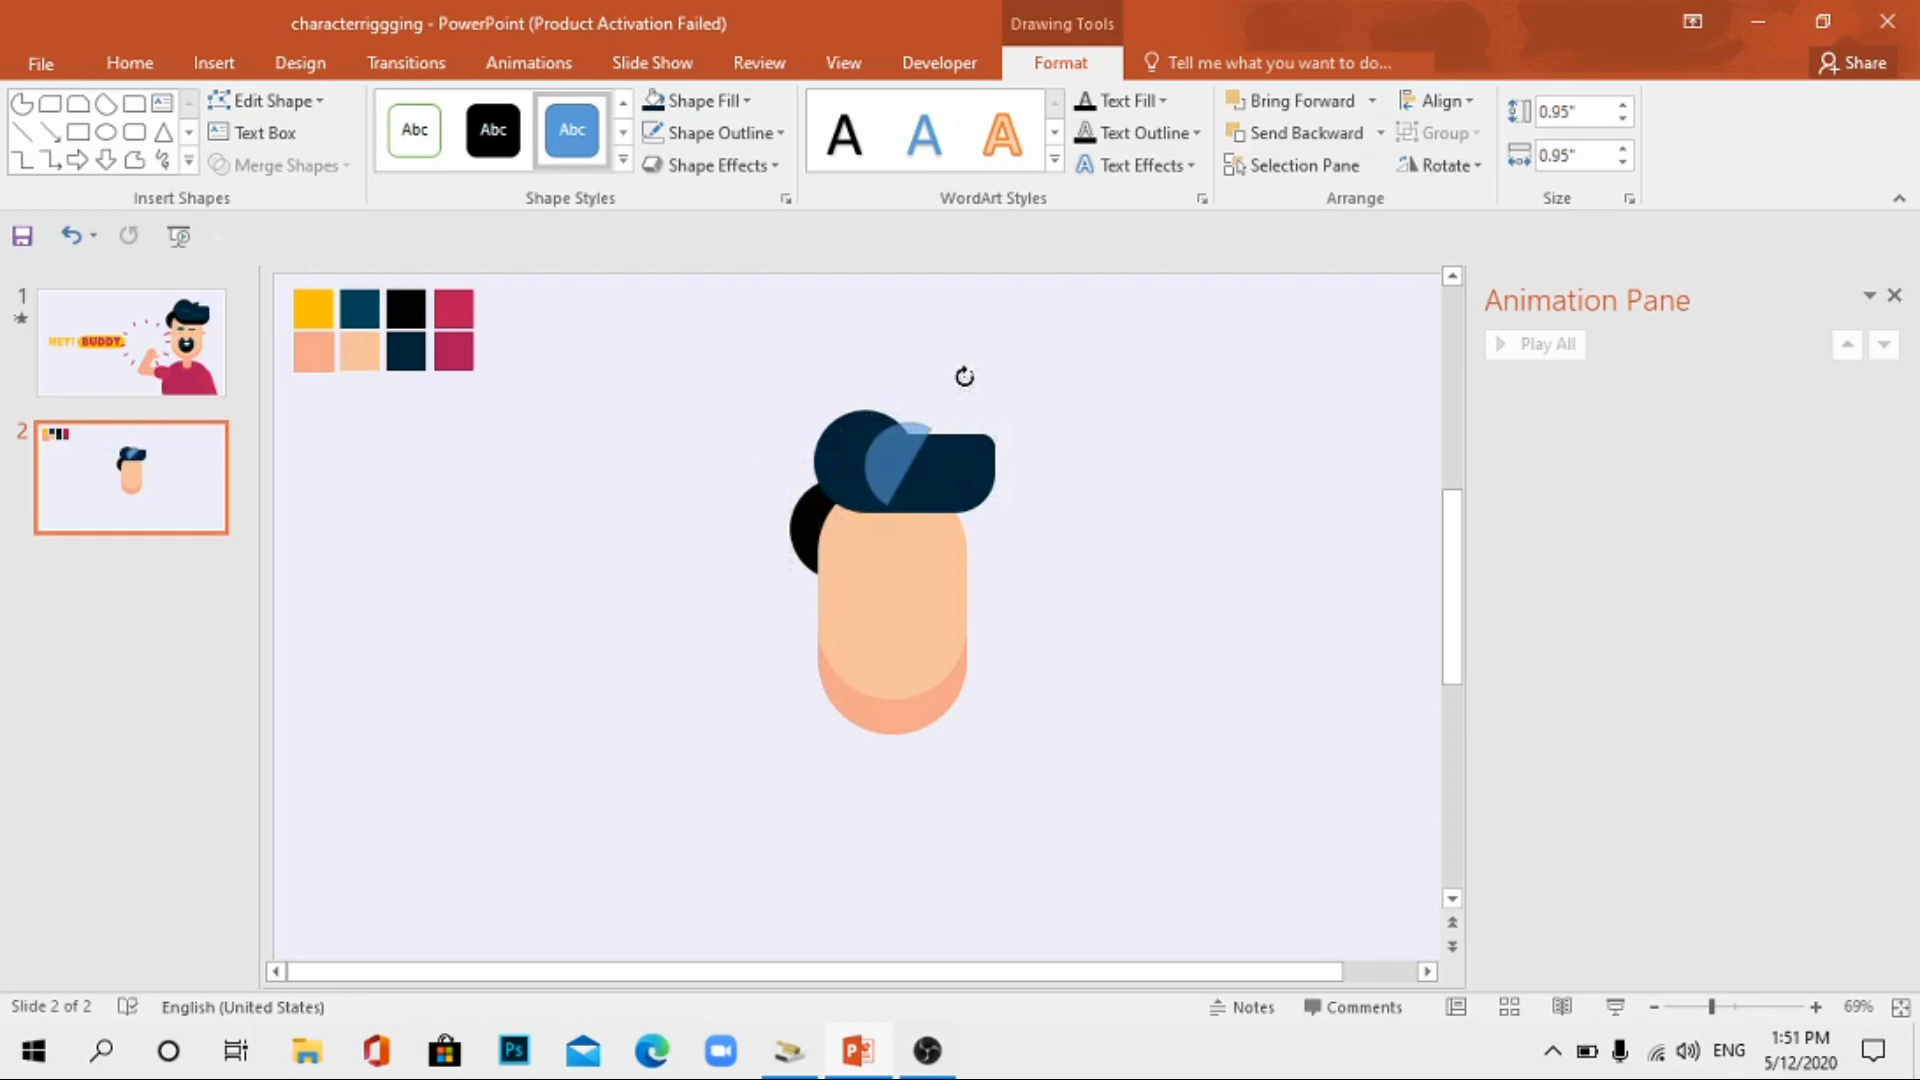 characterriggging - PowerPoint (Product Activation Failed)
Drawing Tools
File Home Insert Design Transitions Animations Slide Show Review View Developer Format Tell me what you want to do... Share
Edit Shape
Text Box
Merge Shapes
Insert Shapes
Abc Abc Abc
Shape Fill
Shape Outline
Shape Effects
Shape Styles
A A A
Text Fill
Text Outline
Text Effects
WordArt Styles
Bring Forward
Send Backward
Selection Pane
Align
Group
Rotate
Arrange
0.95"
0.95"
Size
1
HEY! BUDDY
2
Animation Pane
Play All
Slide 2 of 2 English (United States) Notes Comments 69%
Ps
ENG
1:51 PM
5/12/2020